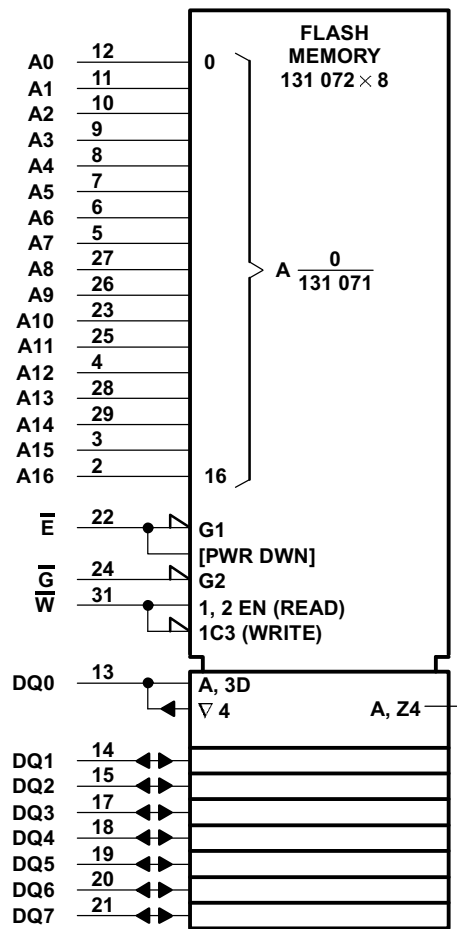 FLASH
MEMORY
131 072 × 8
A0 12 0
A1 11
A2 10
A3 9
A4 8
A5 7
A6 6
A7 5
A8 27
A 0
131 071
A9 26
A10 23
A11 25
A12 4
A13 28
A14 29
A15 3
A16 2 16
E̅ 22 G1
[PWR DWN]
G̅ 24 G2
W̅ 31 1, 2 EN (READ)
1C3 (WRITE)
DQ0 13 A, 3D
▽ 4 A, Z4
DQ1 14
DQ2 15
DQ3 17
DQ4 18
DQ5 19
DQ6 20
DQ7 21